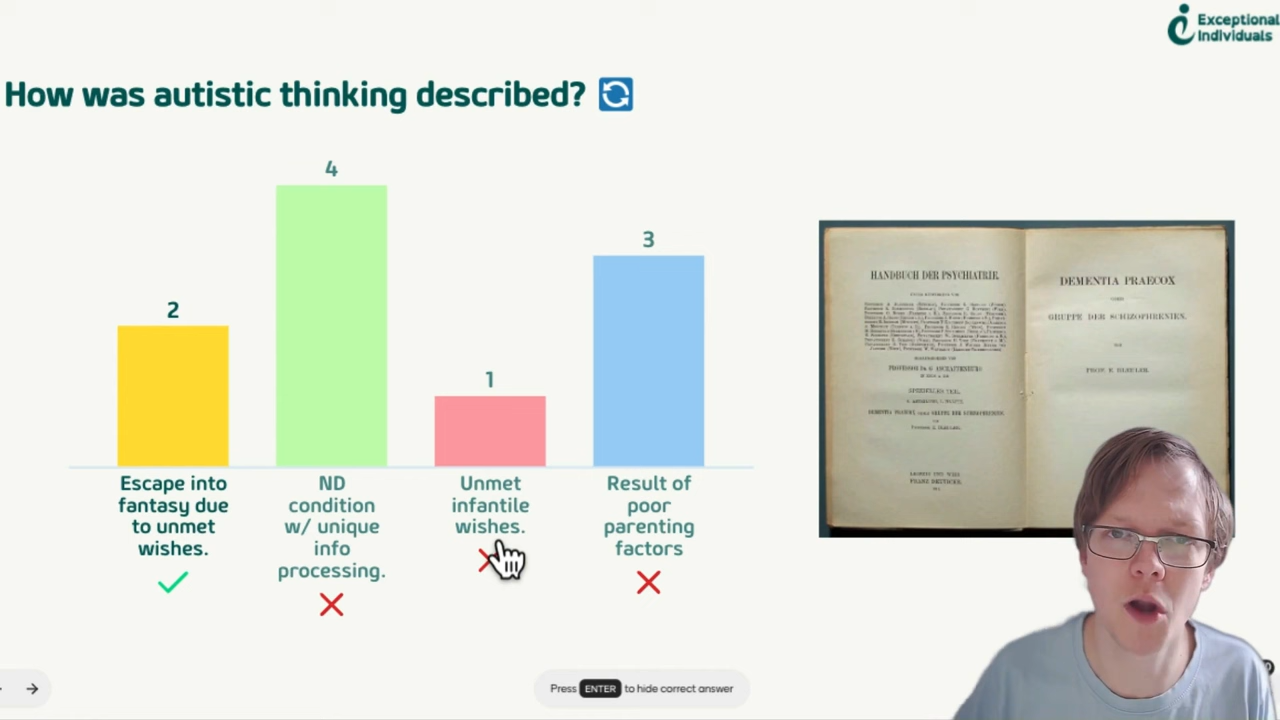 Exceptional
Individuals
How was autistic thinking described?
2
4
1
3
Escape into
fantasy due
to unmet
wishes.
ND
condition
w/ unique
info
processing.
Unmet
infantile
wishes.
Result of
poor
parenting
factors
HANDBUCH DER PSYCHIATRIE.
DEMENTIA PRAECOX
GRUPPE DER SCHIZOPHRENIEN.
PROF. E. BLEULER.
Press ENTER to hide correct answer